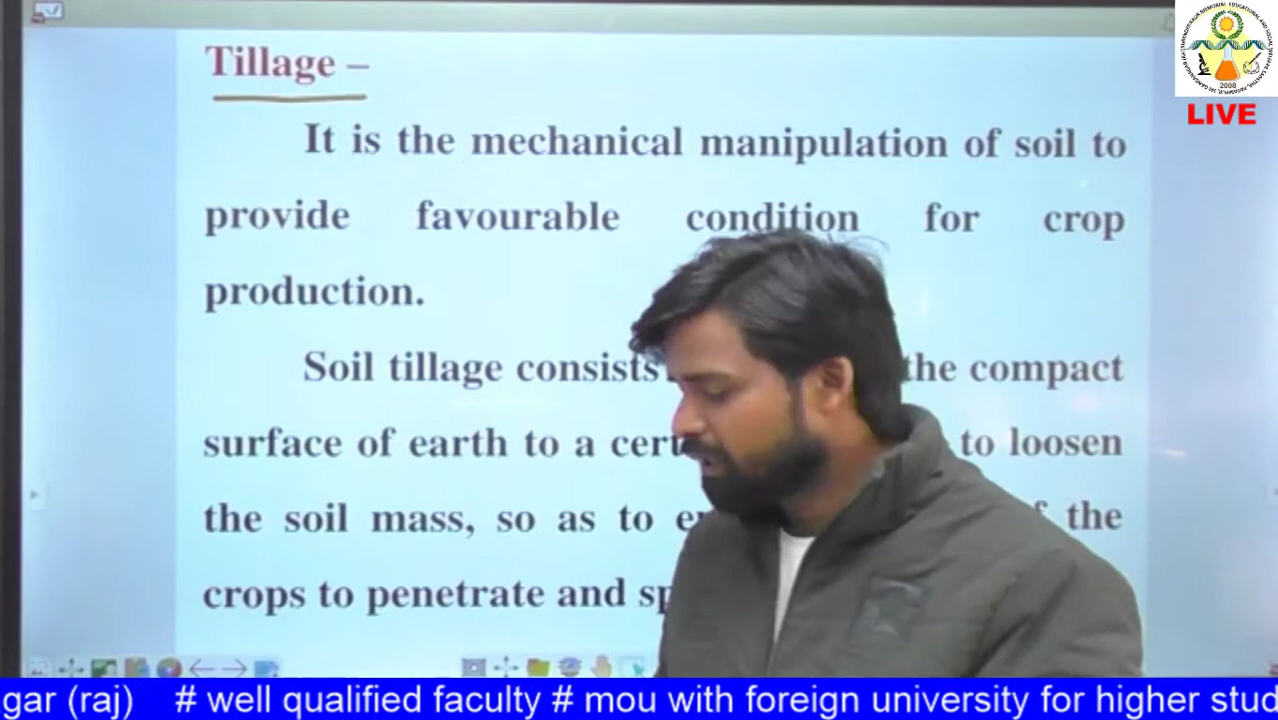 Tillage –
It is the mechanical manipulation of soil to
provide favourable condition for crop
production.
Soil tillage consists the compact
surface of earth to a to loosen
the soil mass, so as to the
crops to penetrate and
LIVE
2008
gar (raj) # well qualified faculty # mou with foreign university for higher stud